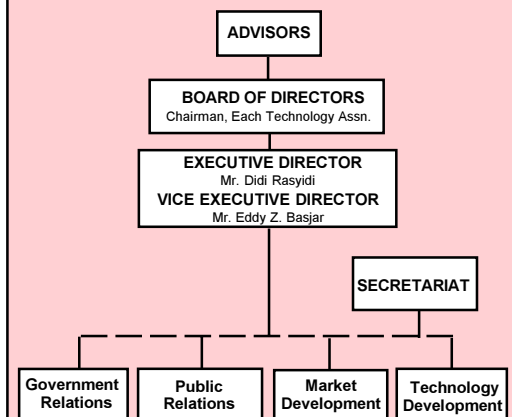 ADVISORS
BOARD OF DIRECTORS
Chairman, Each Technology Assn.
EXECUTIVE DIRECTOR
Mr. Didi Rasyidi
VICE EXECUTIVE DIRECTOR
Mr. Eddy Z. Basjar
SECRETARIAT
Government
Relations
Public
Relations
Market
Development
Technology
Development